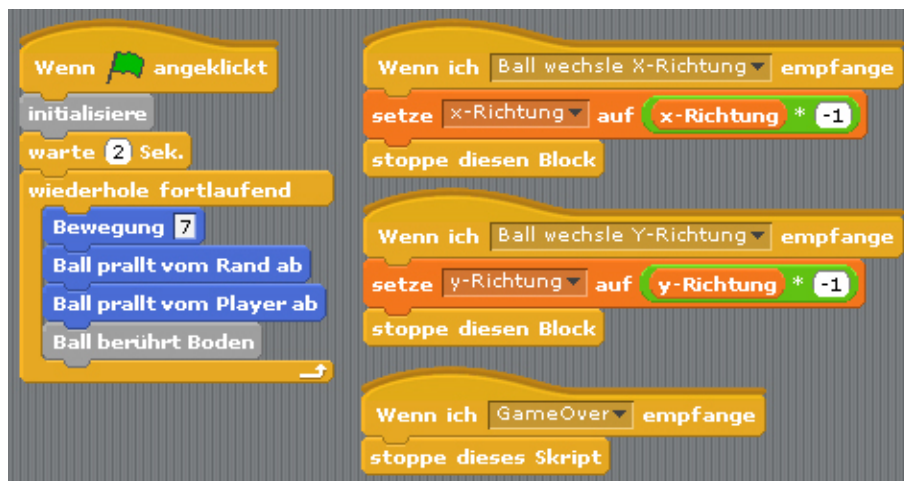 Wenn angeklickt
initialisiere
warte 2 Sek.
wiederhole fortlaufend
Bewegung 7
Ball prallt vom Rand ab
Ball prallt vom Player ab
Ball berührt Boden
Wenn ich Ball wechsle X-Richtung empfange
setze x-Richtung auf x-Richtung * -1
stoppe diesen Block
Wenn ich Ball wechsle Y-Richtung empfange
setze y-Richtung auf y-Richtung * -1
stoppe diesen Block
Wenn ich GameOver empfange
stoppe dieses Skript